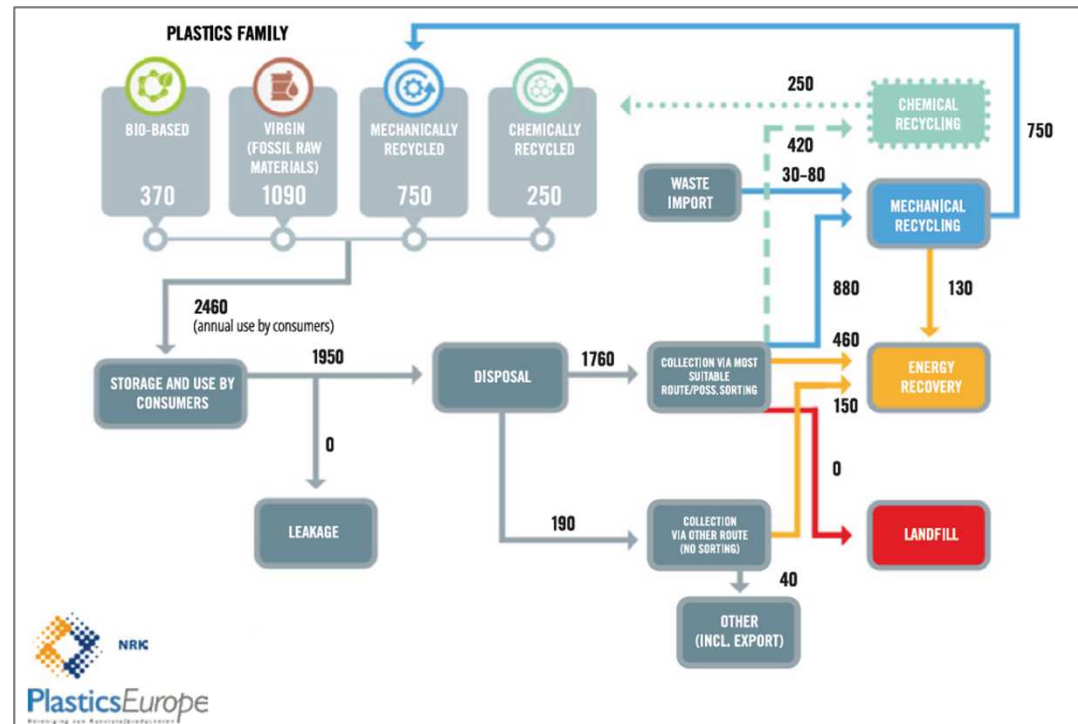 PLASTICS FAMILY
BIO-BASED
370
VIRGIN
(FOSSIL RAW
MATERIALS)
1090
MECHANICALLY
RECYCLED
750
CHEMICALLY
RECYCLED
250
250
CHEMICAL
RECYCLING
420
750
WASTE
IMPORT
30-80
MECHANICAL
RECYCLING
880
130
2460
(annual use by consumers)
STORAGE AND USE BY
CONSUMERS
1950
DISPOSAL
1760
COLLECTION VIA MOST
SUITABLE
ROUTE/POSS. SORTING
460
ENERGY
RECOVERY
150
0
0
LEAKAGE
190
COLLECTION
VIA OTHER ROUTE
(NO SORTING)
LANDFILL
40
OTHER
(INCL. EXPORT)
NRK
PlasticsEurope